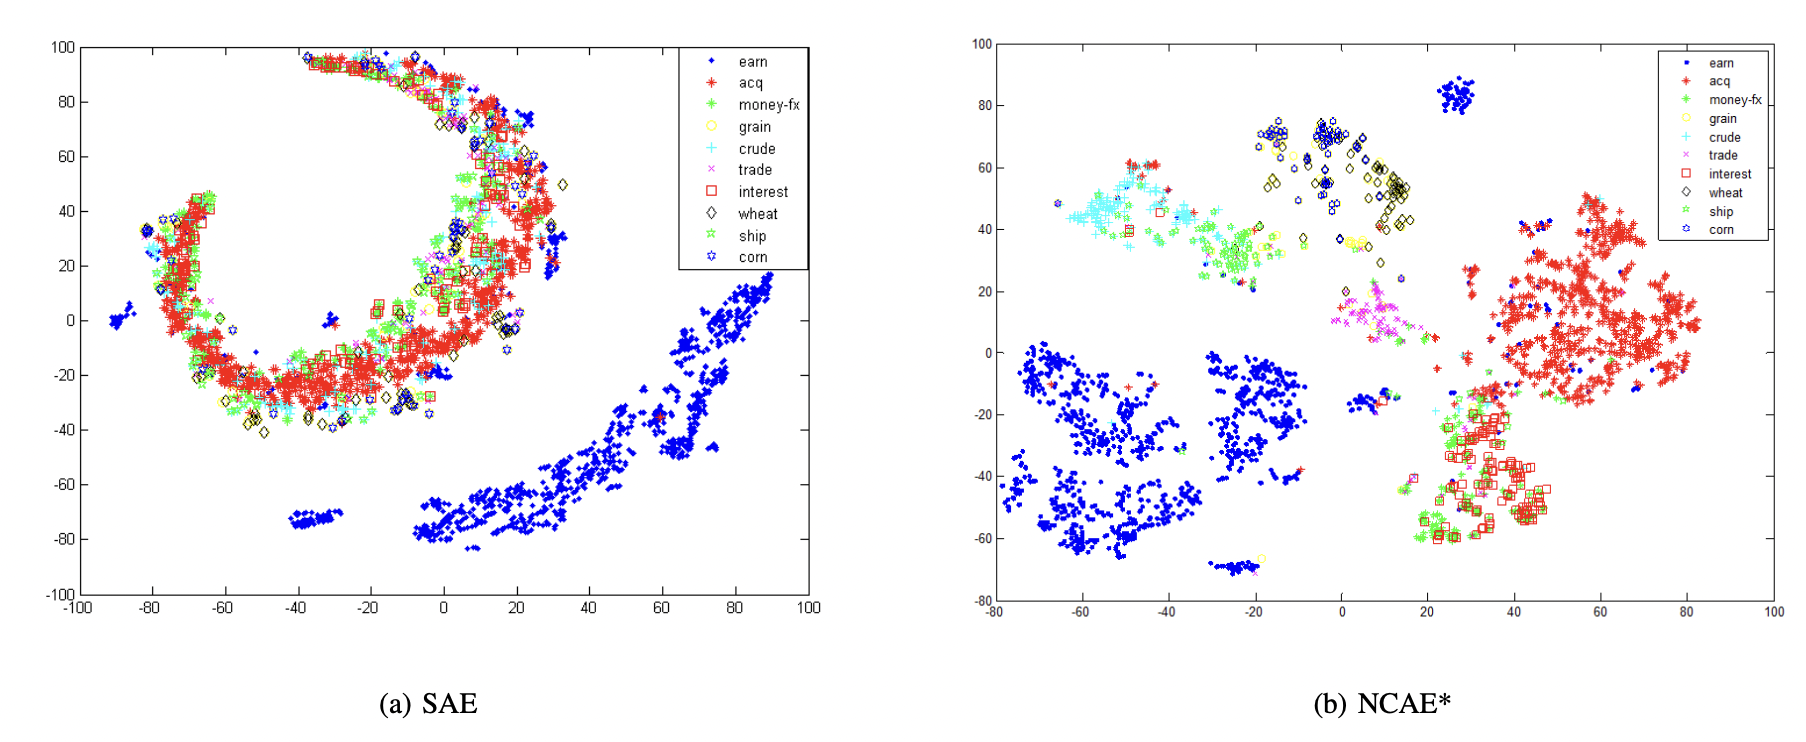 100
80
60
40
20
0
-20
-40
-60
-80
-100
-100 -80 -60 -40 -20 0 20 40 60 80 100
earn
acq
money-fx
grain
crude
trade
interest
wheat
ship
corn
(a) SAE
100
80
60
40
20
0
-20
-40
-60
-80
-80 -60 -40 -20 0 20 40 60 80 100
earn
acq
money-fx
grain
crude
trade
interest
wheat
ship
corn
(b) NCAE*